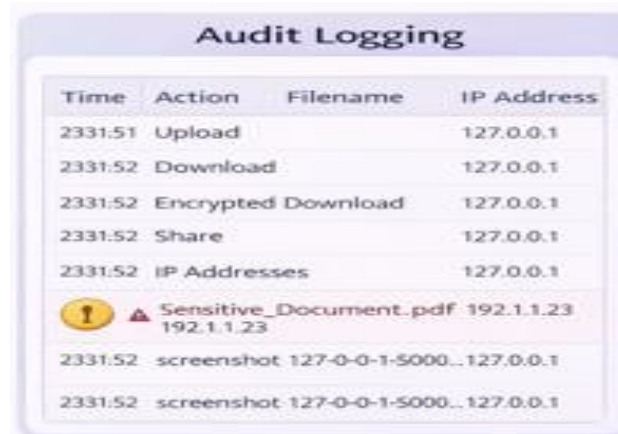 Audit Logging
Time Action Filename IP Address
2331:51 Upload 127.0.0.1
2331:52 Download 127.0.0.1
2331:52 Encrypted Download 127.0.0.1
2331:52 Share 127.0.0.1
2331:52 IP Addresses 127.0.0.1
Sensitive_Document.pdf 192.1.1.23
192.1.1.23
2331:52 screenshot 127-0-0-1-5000...127.0.0.1
2331:52 screenshot 127-0-0-1-5000...127.0.0.1